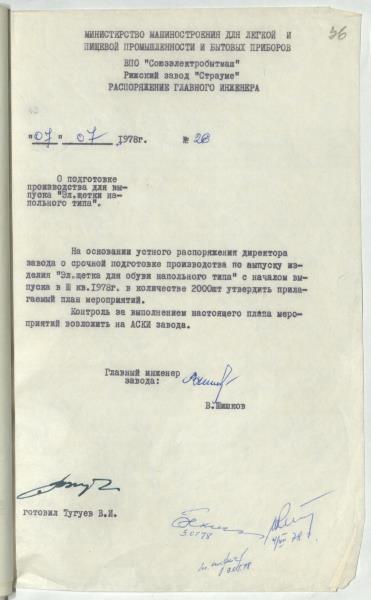 36
МИНИСТЕРСТВО МАШИНОСТРОЕНИЯ ДЛЯ ЛЕГКОЙ И
ПИЩЕВОЙ ПРОМЫШЛЕННОСТИ И БЫТОВЫХ ПРИБОРОВ
ВПО "Союзэлектробытмаш"
Рижский завод "Страуме"
РАСПОРЯЖЕНИЕ ГЛАВНОГО ИНЖЕНЕРА
"07" 07 1978г. № 28
О подготовке
производства для вы-
пуска "Эл.щетки на-
польного типа".
На основании устного распоряжения директора
завода о срочной подготовке производства по выпуску из-
делия "Эл.щетка для обуви напольного типа" с началом вы-
пуска в Ш кв.1978г. в количестве 2000шт утвердить прила-
гаемый план мероприятий.
Контроль за выполнением настоящего плана меро-
приятий возложить на АСКИ завода.
Главный инженер
завода:
В.Шишков
готовил Тугуев В.И.